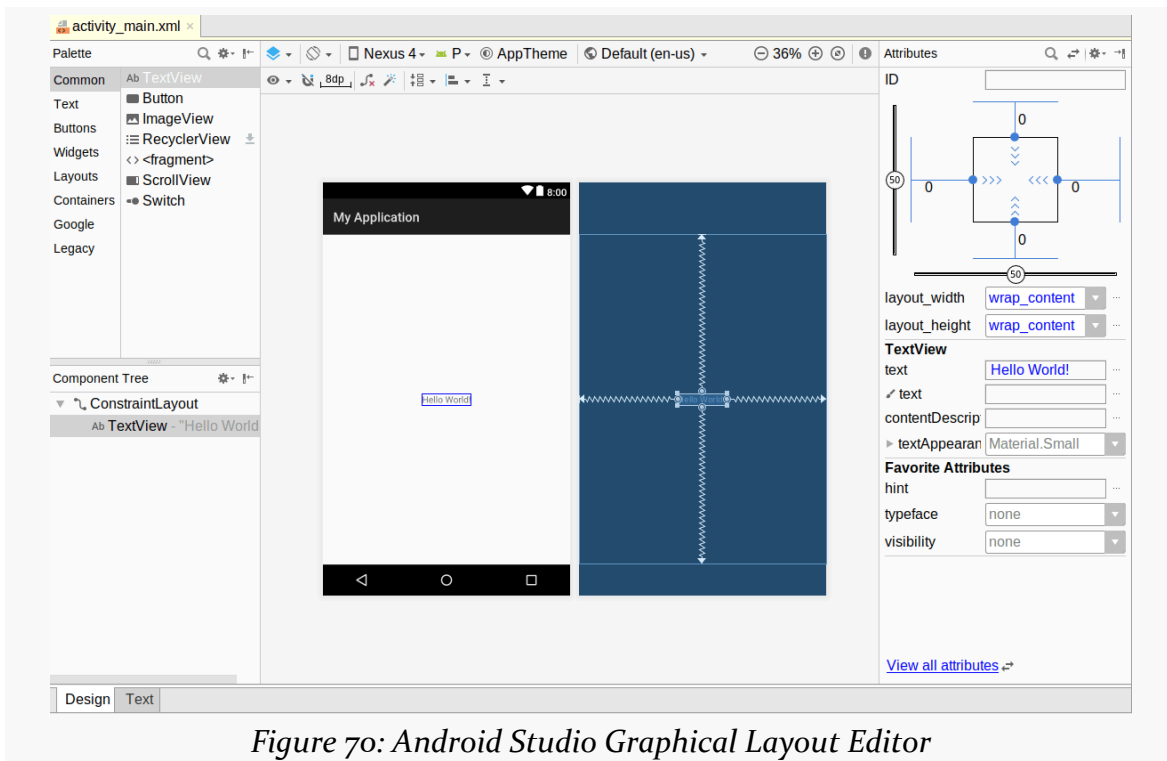 activity_main.xml ×
Palette
Common
Text
Buttons
Widgets
Layouts
Containers
Google
Legacy
Ab TextView
Button
ImageView
RecyclerView
<fragment>
ScrollView
Switch
Nexus 4 P AppTheme Default (en-us) 36%
8dp
8:00
My Application
Hello World!
Hello World!
Component Tree
ConstraintLayout
Ab TextView - "Hello World
Attributes
ID
0
50
0
0
0
50
layout_width wrap_content ...
layout_height wrap_content ...
TextView
text Hello World! ...
text ...
contentDescrip ...
textAppearan Material.Small
Favorite Attributes
hint ...
typeface none
visibility none
View all attributes
Design Text
Figure 70: Android Studio Graphical Layout Editor